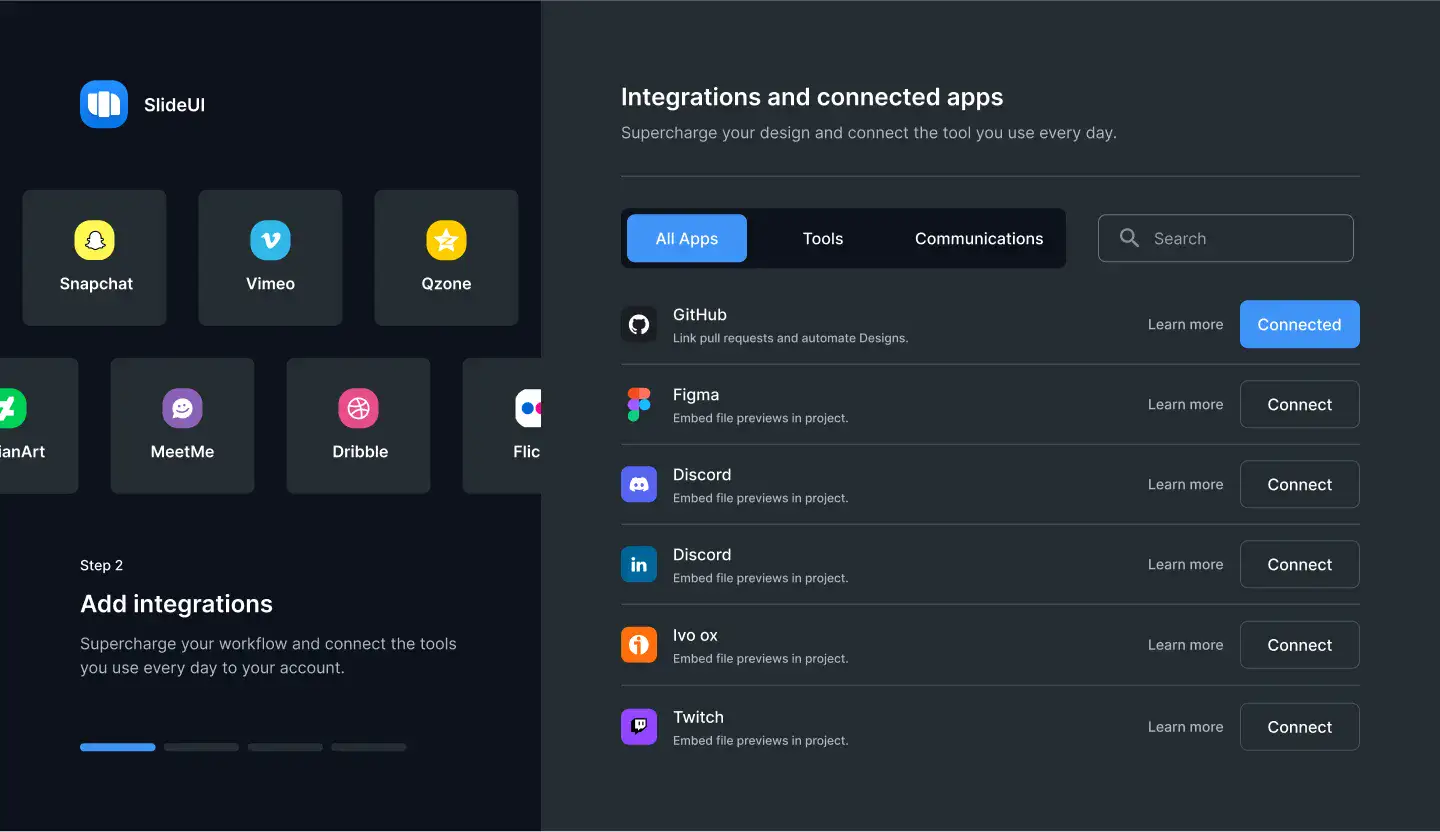 SlideUI
Snapchat
Vimeo
Qzone
ianArt
MeetMe
Dribble
Flic
Step 2
Add integrations
Supercharge your workflow and connect the tools
you use every day to your account.
Integrations and connected apps
Supercharge your design and connect the tool you use every day.
All Apps
Tools
Communications
Search
GitHub
Link pull requests and automate Designs.
Learn more
Connected
Figma
Embed file previews in project.
Learn more
Connect
Discord
Embed file previews in project.
Learn more
Connect
in
Discord
Embed file previews in project.
Learn more
Connect
Ivo ox
Embed file previews in project.
Learn more
Connect
Twitch
Embed file previews in project.
Learn more
Connect